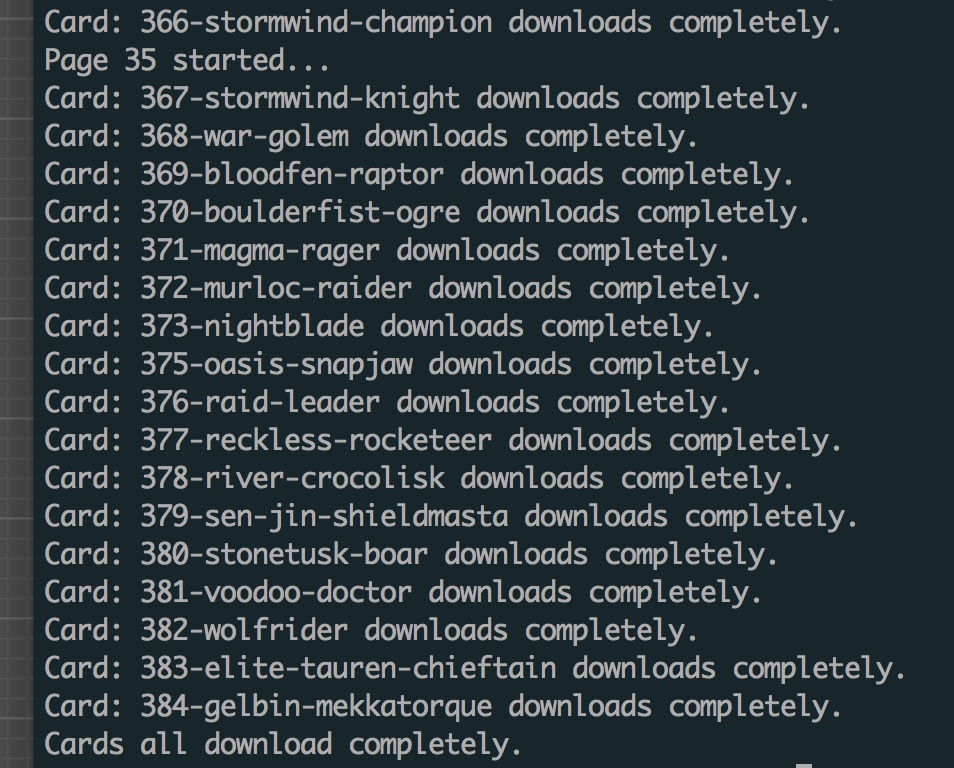 Card: 366-stormwind-champion downloads completely.
Page 35 started...
Card: 367-stormwind-knight downloads completely.
Card: 368-war-golem downloads completely.
Card: 369-bloodfen-raptor downloads completely.
Card: 370-boulderfist-ogre downloads completely.
Card: 371-magma-rager downloads completely.
Card: 372-murloc-raider downloads completely.
Card: 373-nightblade downloads completely.
Card: 375-oasis-snapjaw downloads completely.
Card: 376-raid-leader downloads completely.
Card: 377-reckless-rocketeer downloads completely.
Card: 378-river-crocolisk downloads completely.
Card: 379-sen-jin-shieldmasta downloads completely.
Card: 380-stonetusk-boar downloads completely.
Card: 381-voodoo-doctor downloads completely.
Card: 382-wolfrider downloads completely.
Card: 383-elite-tauren-chieftain downloads completely.
Card: 384-gelbin-mekkatorque downloads completely.
Cards all download completely.